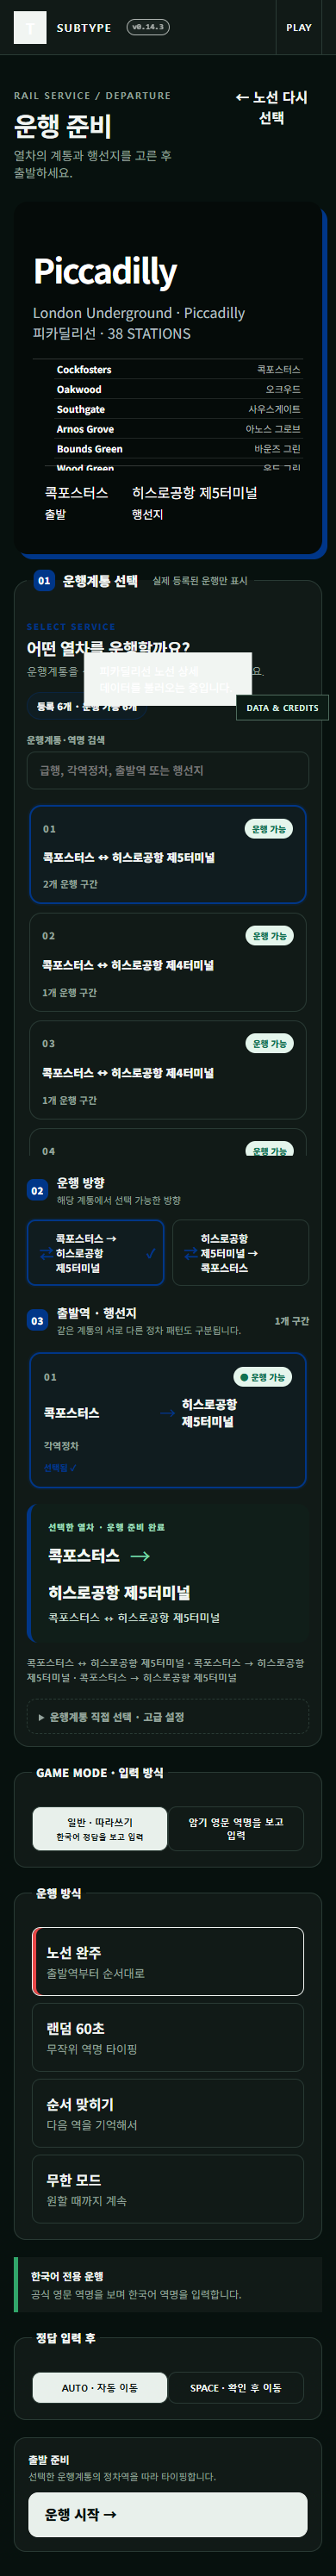 T SUBTYPE v0.14.3 PLAY
RAIL SERVICE / DEPARTURE
운행 준비
열차의 계통과 행선지를 고른 후
출발하세요.
← 노선 다시
선택
Piccadilly
London Underground · Piccadilly
피카딜리선 · 38 STATIONS
Cockfosters 콕포스터스
Oakwood 오크우드
Southgate 사우스게이트
Arnos Grove 아노스 그로브
Bounds Green 바운즈 그린
Wood Green 우드 그린
콕포스터스 히스로공항 제5터미널
출발 행선지
01 운행계통 선택 실제 등록된 운행만 표시
SELECT SERVICE
어떤 열차를 운행할까요?
운행계통을
피카딜리선 노선 상세
데이터를 불러오는 중입니다.
요.
등록 6개 · 운행 가능 6개
DATA & CREDITS
운행계통·역명 검색
급행, 각역정차, 출발역 또는 행선지
01 운행 가능
콕포스터스 ↔ 히스로공항 제5터미널
2개 운행 구간
02 운행 가능
콕포스터스 ↔ 히스로공항 제4터미널
1개 운행 구간
03 운행 가능
콕포스터스 ↔ 히스로공항 제4터미널
1개 운행 구간
04 운행 가능
02 운행 방향
해당 계통에서 선택 가능한 방향
⇄ 콕포스터스 →
히스로공항
제5터미널 ✓
⇄ 히스로공항
제5터미널 →
콕포스터스
03 출발역 · 행선지
같은 계통의 서로 다른 정차 패턴도 구분됩니다.
1개 구간
01 ● 운행 가능
콕포스터스 → 히스로공항
제5터미널
각역정차
선택됨 ✓
선택한 열차 · 운행 준비 완료
콕포스터스 →
히스로공항 제5터미널
콕포스터스 ↔ 히스로공항 제5터미널
콕포스터스 ↔ 히스로공항 제5터미널 · 콕포스터스 → 히스로공항
제5터미널 · 콕포스터스 → 히스로공항 제5터미널
▶ 운행계통 직접 선택 · 고급 설정
GAME MODE · 입력 방식
일반 · 따라쓰기
한국어 정답을 보고 입력
암기 영문 역명을 보고
입력
운행 방식
노선 완주
출발역부터 순서대로
랜덤 60초
무작위 역명 타이핑
순서 맞히기
다음 역을 기억해서
무한 모드
원할 때까지 계속
한국어 전용 운행
공식 영문 역명을 보며 한국어 역명을 입력합니다.
정답 입력 후
AUTO · 자동 이동
SPACE · 확인 후 이동
출발 준비
선택한 운행계통의 정차역을 따라 타이핑합니다.
운행 시작 →